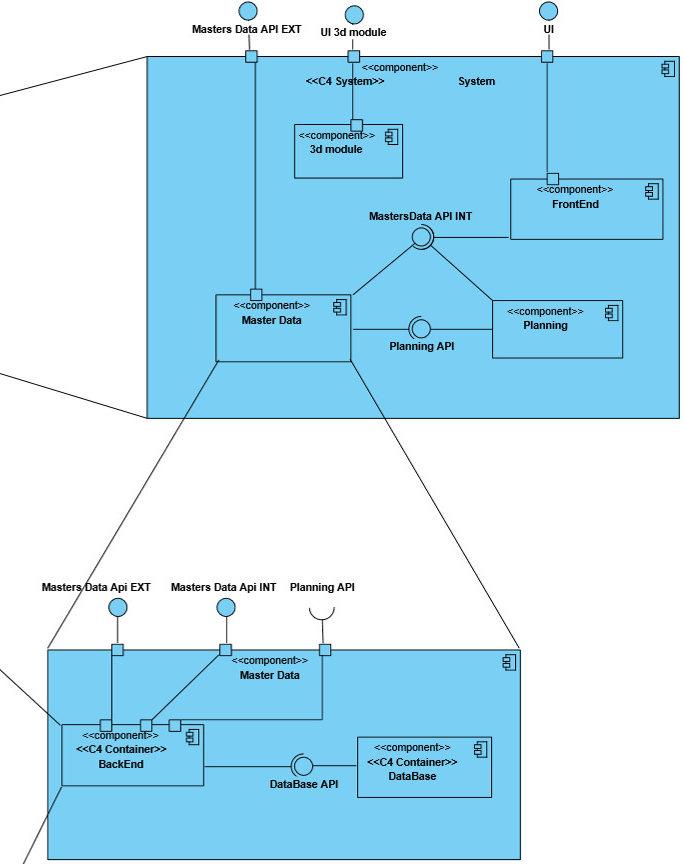 Masters Data API EXT
UI 3d module
UI
<<component>>
<<C4 System>> System
<<component>>
3d module
<<component>>
FrontEnd
MastersData API INT
<<component>>
Master Data
<<component>>
Planning
Planning API
Masters Data Api EXT
Masters Data Api INT
Planning API
<<component>>
Master Data
<<component>>
<<C4 Container>>
BackEnd
DataBase API
<<component>>
<<C4 Container>>
DataBase